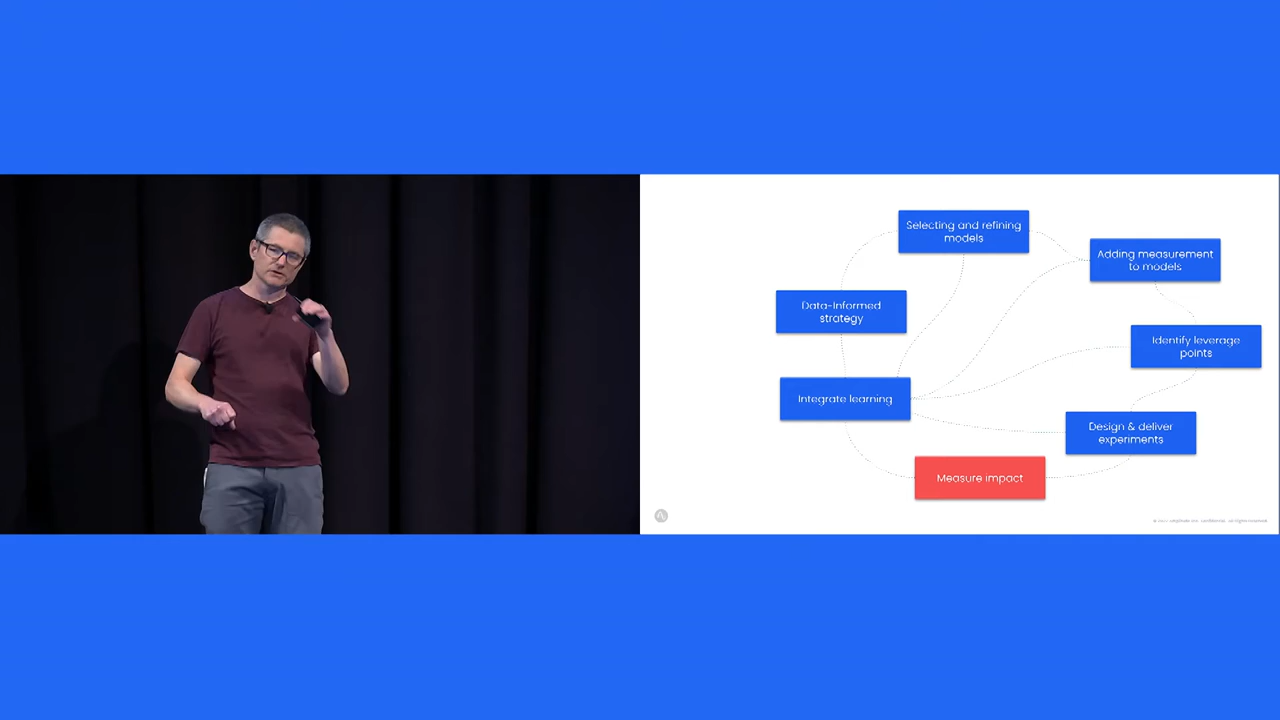 Selecting and refining
models
Adding measurement
to models
Data-Informed
strategy
Identify leverage
points
Integrate learning
Design & deliver
experiments
Measure impact